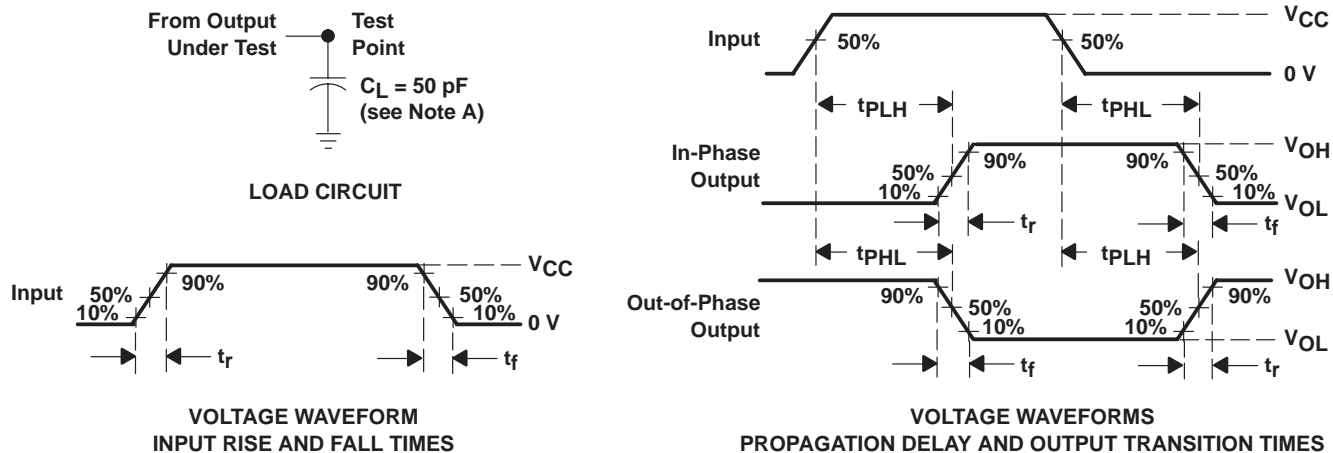 From Output
Under Test
Test
Point
CL = 50 pF
(see Note A)
LOAD CIRCUIT
Input
50%
10%
90%
90%
50%
10%
VCC
0 V
tr
tf
VOLTAGE WAVEFORM
INPUT RISE AND FALL TIMES
Input
50%
50%
VCC
0 V
tPLH
tPHL
In-Phase
Output
50%
10%
90%
90%
50%
10%
VOH
VOL
tr
tf
tPHL
tPLH
Out-of-Phase
Output
90%
50%
10%
50%
10%
90%
VOH
VOL
tf
tr
VOLTAGE WAVEFORMS
PROPAGATION DELAY AND OUTPUT TRANSITION TIMES